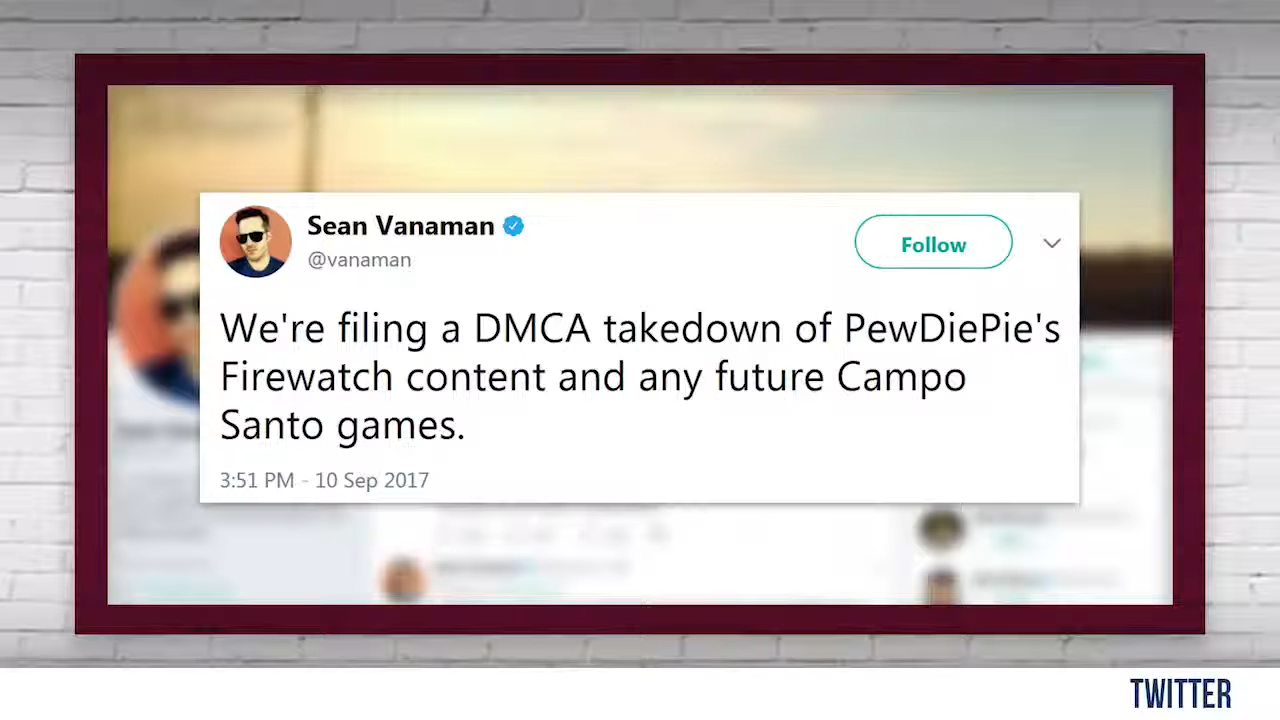 Sean Vanaman
@vanaman
Follow
We're filing a DMCA takedown of PewDiePie's
Firewatch content and any future Campo
Santo games.
3:51 PM - 10 Sep 2017
TWITTER